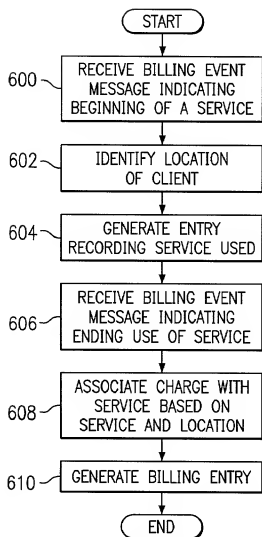 START
600
RECEIVE BILLING EVENT
MESSAGE INDICATING
BEGINNING OF A SERVICE
602
IDENTIFY LOCATION
OF CLIENT
604
GENERATE ENTRY
RECORDING SERVICE USED
606
RECEIVE BILLING EVENT
MESSAGE INDICATING
ENDING USE OF SERVICE
608
ASSOCIATE CHARGE WITH
SERVICE BASED ON
SERVICE AND LOCATION
610
GENERATE BILLING ENTRY
END